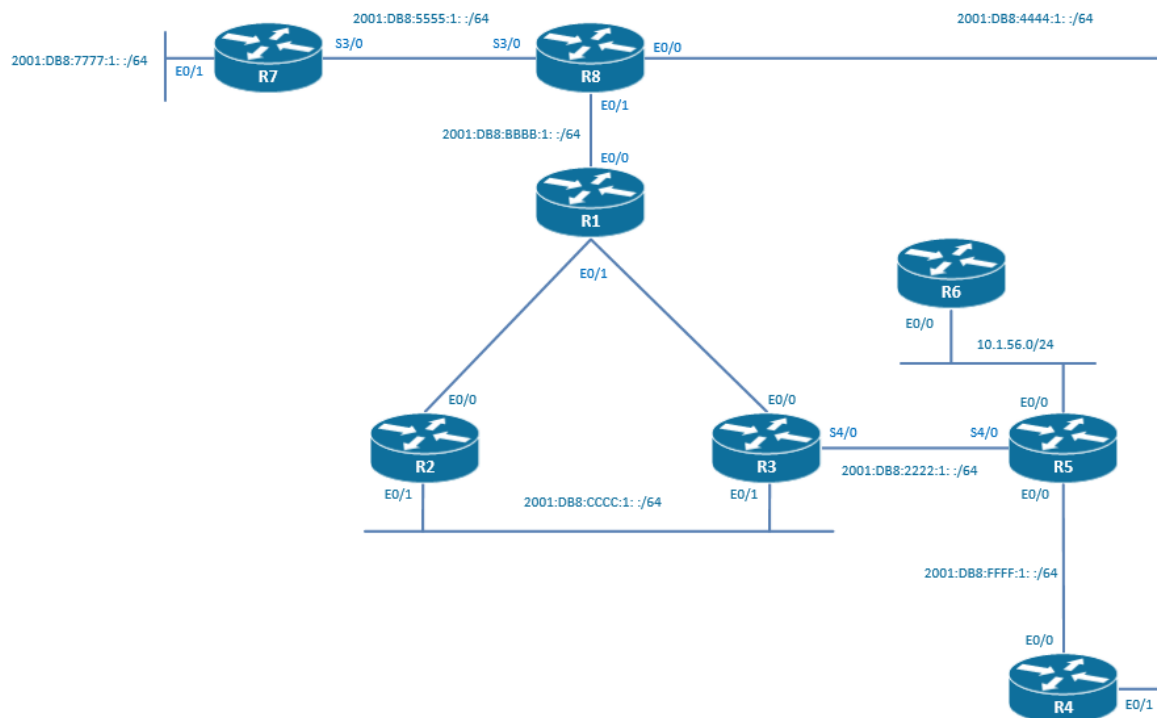 2001:DB8:5555:1: :/64
2001:DB8:4444:1: :/64
S3/0
S3/0
E0/0
2001:DB8:7777:1: :/64
E0/1
R7
R8
E0/1
2001:DB8:BBBB:1: :/64
E0/0
R1
E0/1
R6
E0/0
10.1.56.0/24
E0/0
E0/0
E0/0
S4/0
S4/0
R2
R3
R5
2001:DB8:2222:1: :/64
E0/1
E0/1
E0/0
2001:DB8:CCCC:1: :/64
2001:DB8:FFFF:1: :/64
E0/0
R4
E0/1